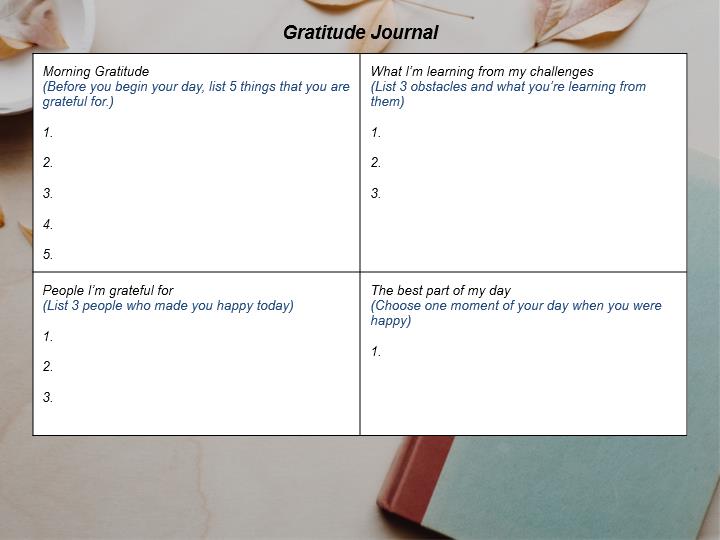 Gratitude Journal
Morning Gratitude
(Before you begin your day, list 5 things that you are
grateful for.)
1.
2.
3.
4.
5.
What I'm learning from my challenges
(List 3 obstacles and what you're learning from
them)
1.
2.
3.
People I'm grateful for
(List 3 people who made you happy today)
1.
2.
3.
The best part of my day
(Choose one moment of your day when you were
happy)
1.